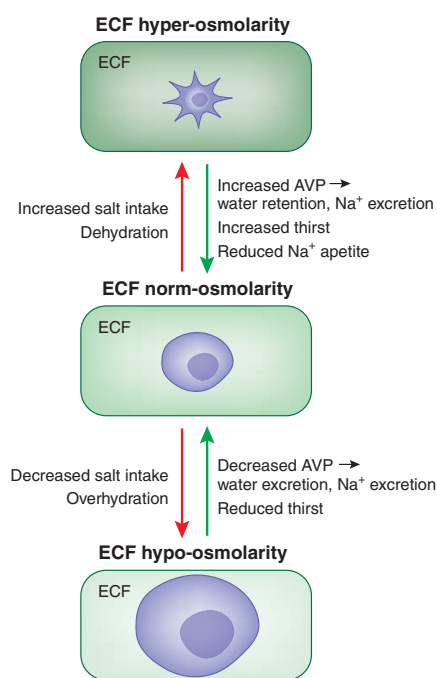 ECF hyper-osmolarity
ECF
Increased salt intake
Dehydration
Increased AVP →
water retention, Na⁺ excretion
Increased thirst
Reduced Na⁺ apetite
ECF norm-osmolarity
ECF
Decreased salt intake
Overhydration
Decreased AVP →
water excretion, Na⁺ excretion
Reduced thirst
ECF hypo-osmolarity
ECF